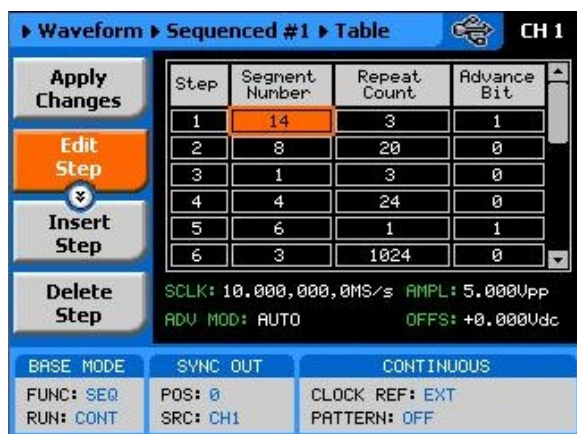 Waveform Sequenced #1 Table CH 1
Apply Changes
Edit Step
Insert Step
Delete Step
Step Segment Number Repeat Count Advance Bit
1 14 3 1
2 8 20 0
3 1 3 0
4 4 24 0
5 6 1 1
6 3 1024 0
SCLK: 10.000,000,0MS/s AMPL: 5.000Vpp
ADV MOD: AUTO OFFS: +0.000Vdc
BASE MODE SYNC OUT CONTINUOUS
FUNC: SEQ POS: 0 CLOCK REF: EXT
RUN: CONT SRC: CH1 PATTERN: OFF